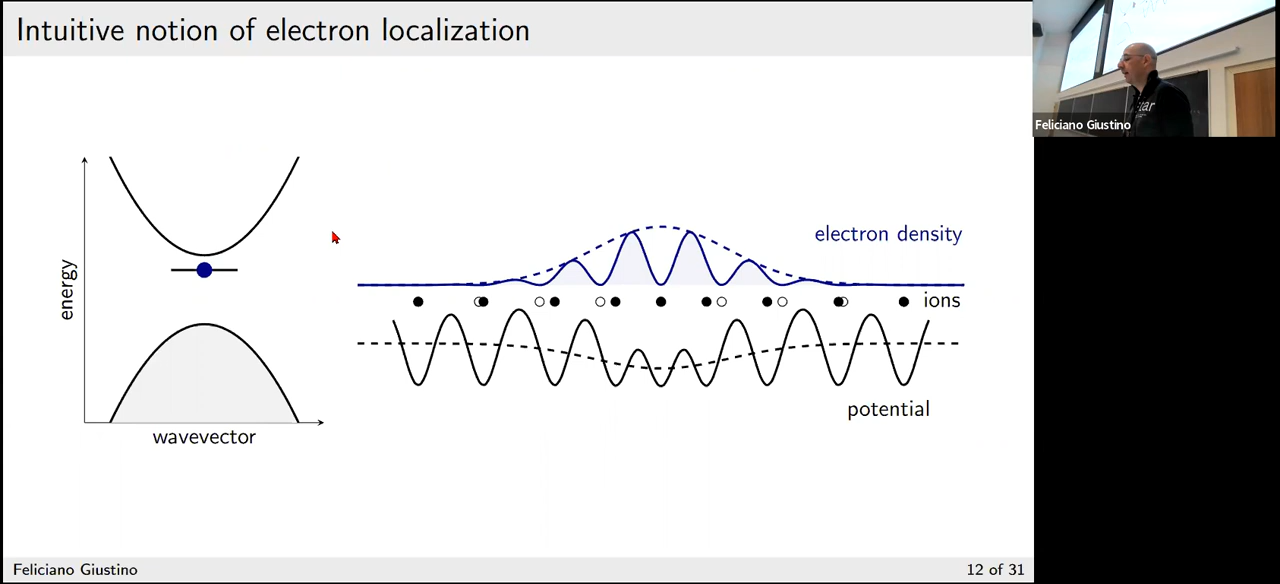 Intuitive notion of electron localization
Feliciano Giustino
energy
wavevector
electron density
ions
potential
Feliciano Giustino
12 of 31